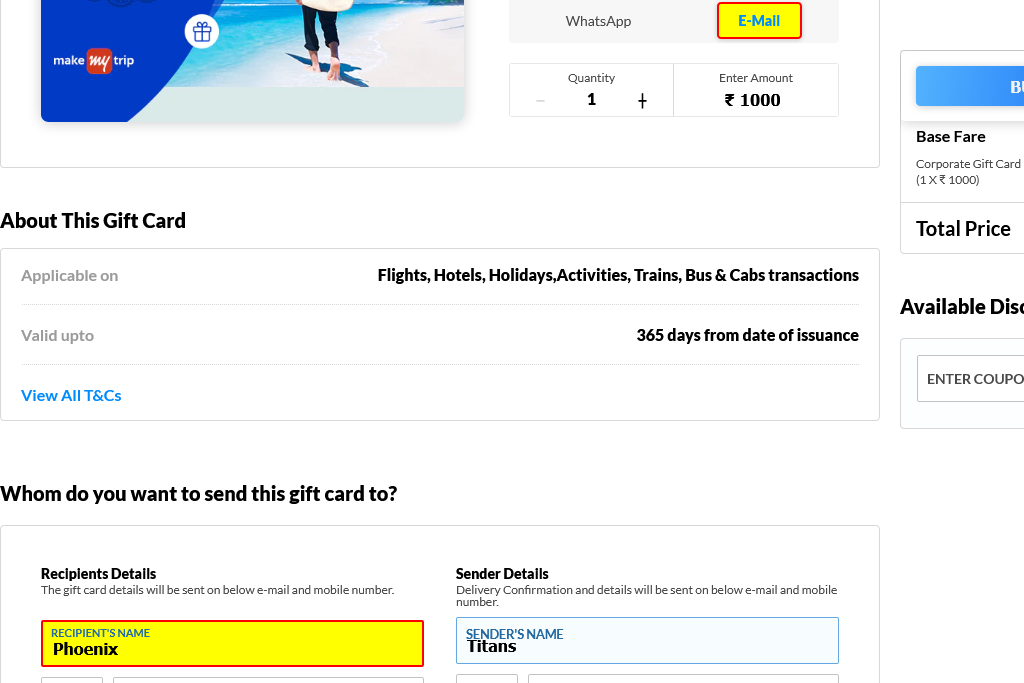 WhatsApp
E-Mail
make my trip
Quantity
1
Enter Amount
₹ 1000
Base Fare
Corporate Gift Card
(1 X ₹ 1000)
Total Price
About This Gift Card
Applicable on
Flights, Hotels, Holidays,Activities, Trains, Bus & Cabs transactions
Valid upto
365 days from date of issuance
View All T&Cs
Available Disc
ENTER COUPO
Whom do you want to send this gift card to?
Recipients Details
The gift card details will be sent on below e-mail and mobile number.
RECIPIENT'S NAME
Phoenix
Sender Details
Delivery Confirmation and details will be sent on below e-mail and mobile
number.
SENDER'S NAME
Titans